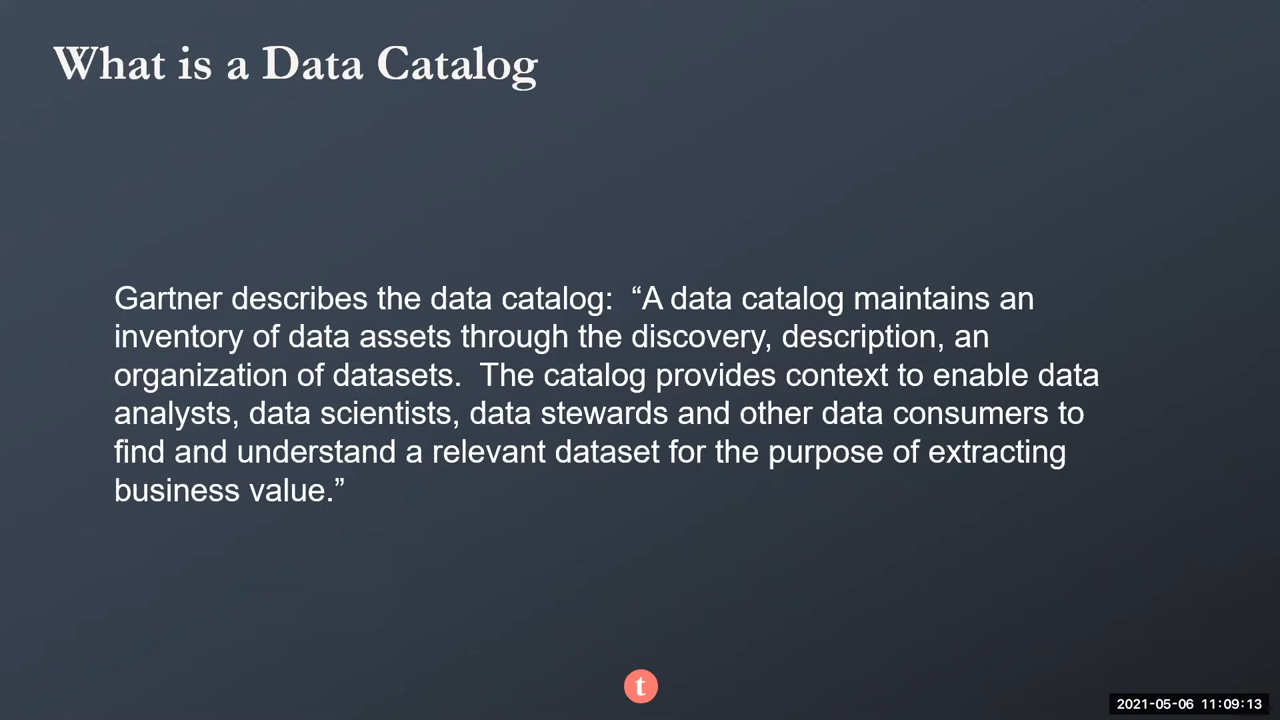 What is a Data Catalog
Gartner describes the data catalog:  “A data catalog maintains an
inventory of data assets through the discovery, description, an
organization of datasets.  The catalog provides context to enable data
analysts, data scientists, data stewards and other data consumers to
find and understand a relevant dataset for the purpose of extracting
business value.”
t
2021-05-06 11:09:13